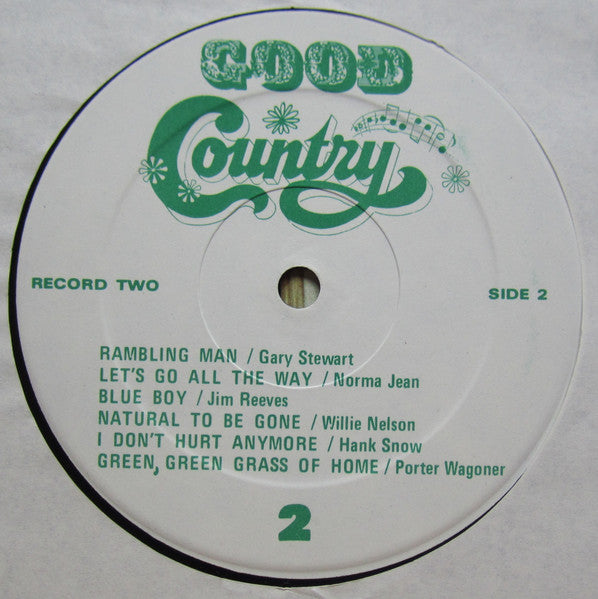 GOOD
Country
RECORD TWO
SIDE 2
RAMBLING MAN / Gary Stewart
LET'S GO ALL THE WAY / Norma Jean
BLUE BOY / Jim Reeves
NATURAL TO BE GONE / Willie Nelson
I DON'T HURT ANYMORE / Hank Snow
GREEN, GREEN GRASS OF HOME / Porter Wagoner
2